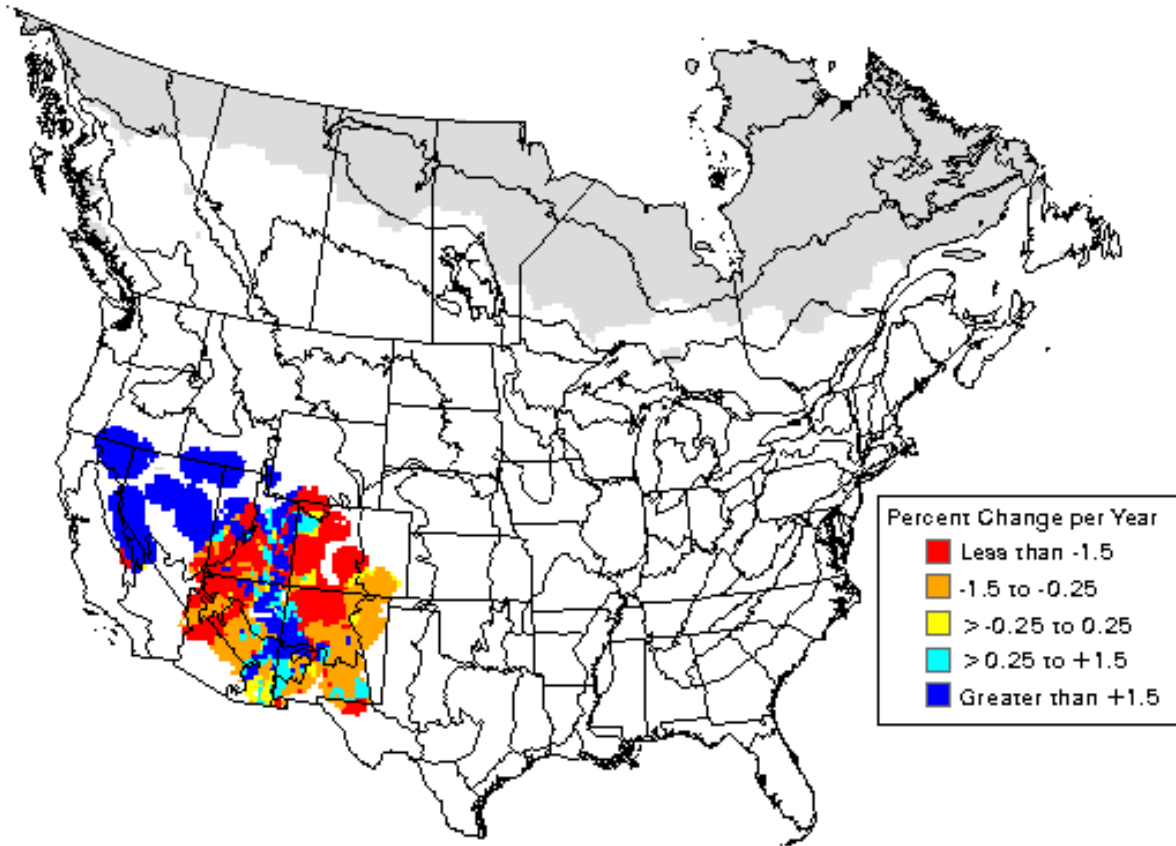 Percent Change per Year
Less than -1.5
-1.5 to -0.25
> -0.25 to 0.25
> 0.25 to +1.5
Greater than +1.5